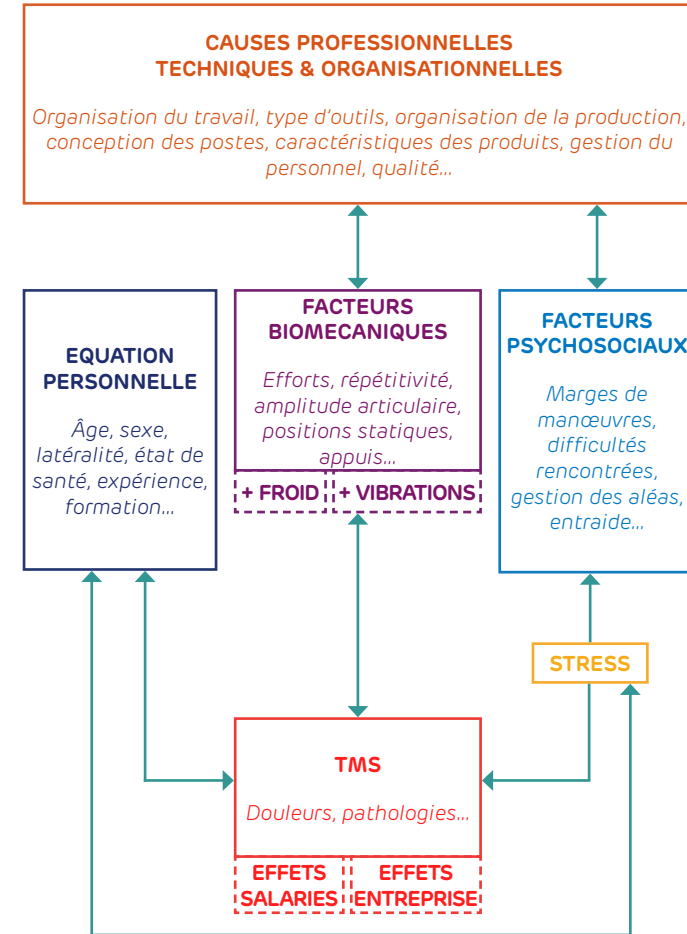 CAUSES PROFESSIONNELLES
TECHNIQUES & ORGANISATIONNELLES
Organisation du travail, type d'outils, organisation de la production,
conception des postes, caractéristiques des produits, gestion du
personnel, qualité...
EQUATION
PERSONNELLE
Âge, sexe,
latéralité, état de
santé, expérience,
formation...
FACTEURS
BIOMECANIQUES
Efforts, répétitivité,
amplitude articulaire,
positions statiques,
appuis...
+ FROID
+ VIBRATIONS
FACTEURS
PSYCHOSOCIAUX
Marges de
manœuvres,
difficultés
rencontrées,
gestion des aléas,
entraide...
STRESS
TMS
Douleurs, pathologies...
EFFETS
SALARIES
EFFETS
ENTREPRISE